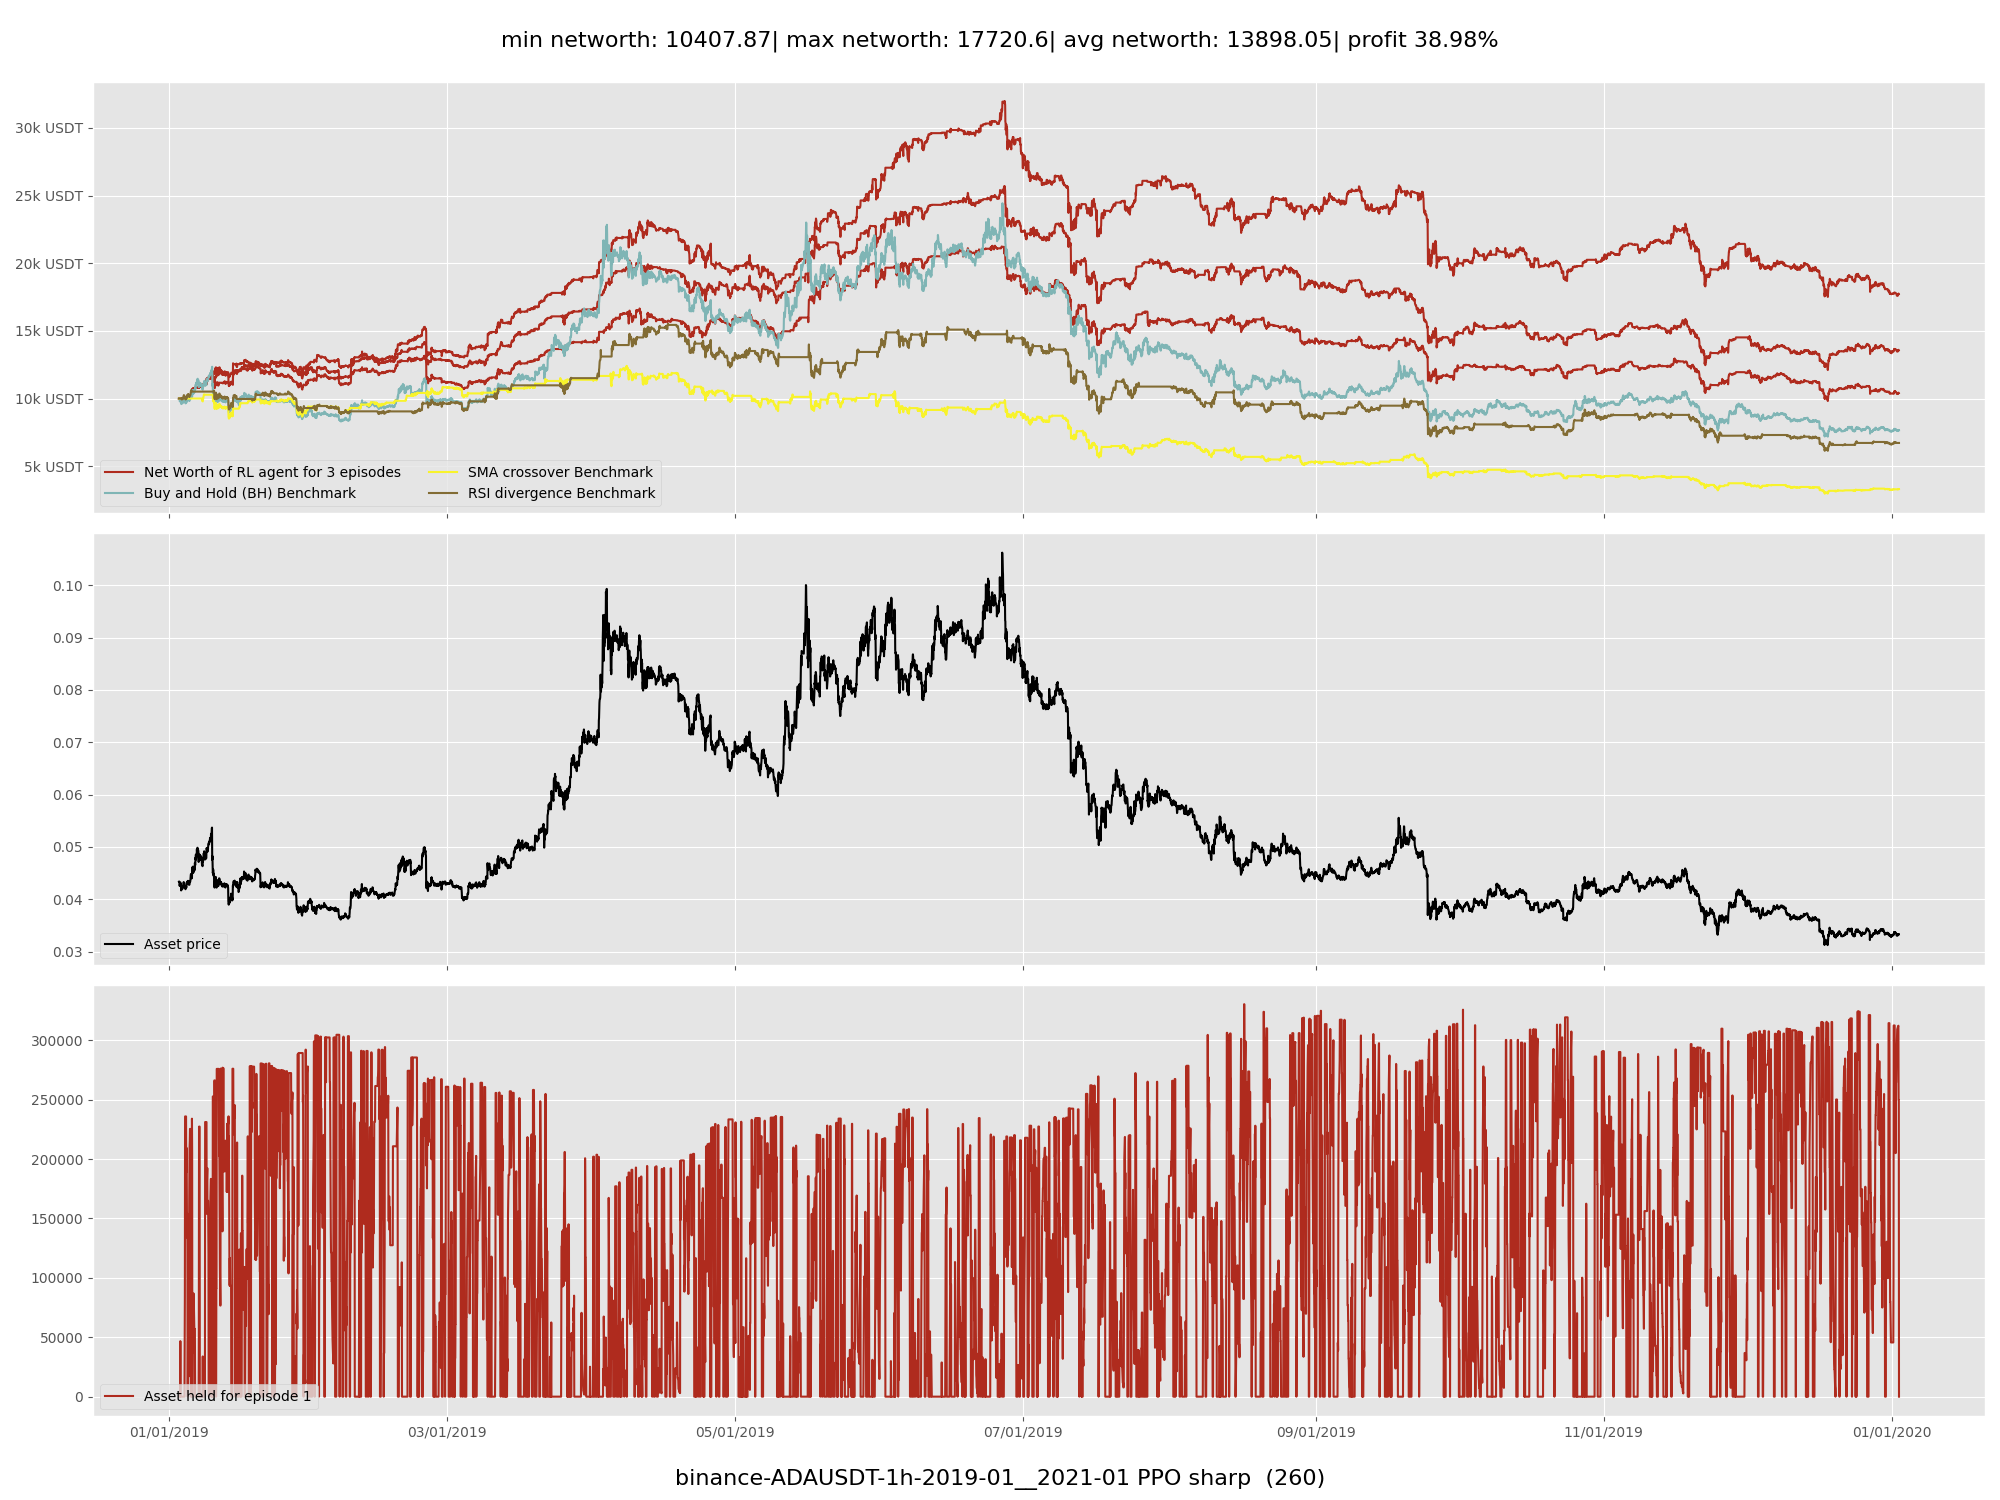 min networth: 10407.87| max networth: 17720.6| avg networth: 13898.05| profit 38.98%
30k USDT
25k USDT
20k USDT
15k USDT
10k USDT
5k USDT
Net Worth of RL agent for 3 episodes
Buy and Hold (BH) Benchmark
SMA crossover Benchmark
RSI divergence Benchmark
0.10
0.09
0.08
0.07
0.06
0.05
0.04
0.03
Asset price
300000
250000
200000
150000
100000
50000
0
Asset held for episode 1
01/01/2019 03/01/2019 05/01/2019 07/01/2019 09/01/2019 11/01/2019 01/01/2020
binance-ADAUSDT-1h-2019-01__2021-01 PPO sharp (260)